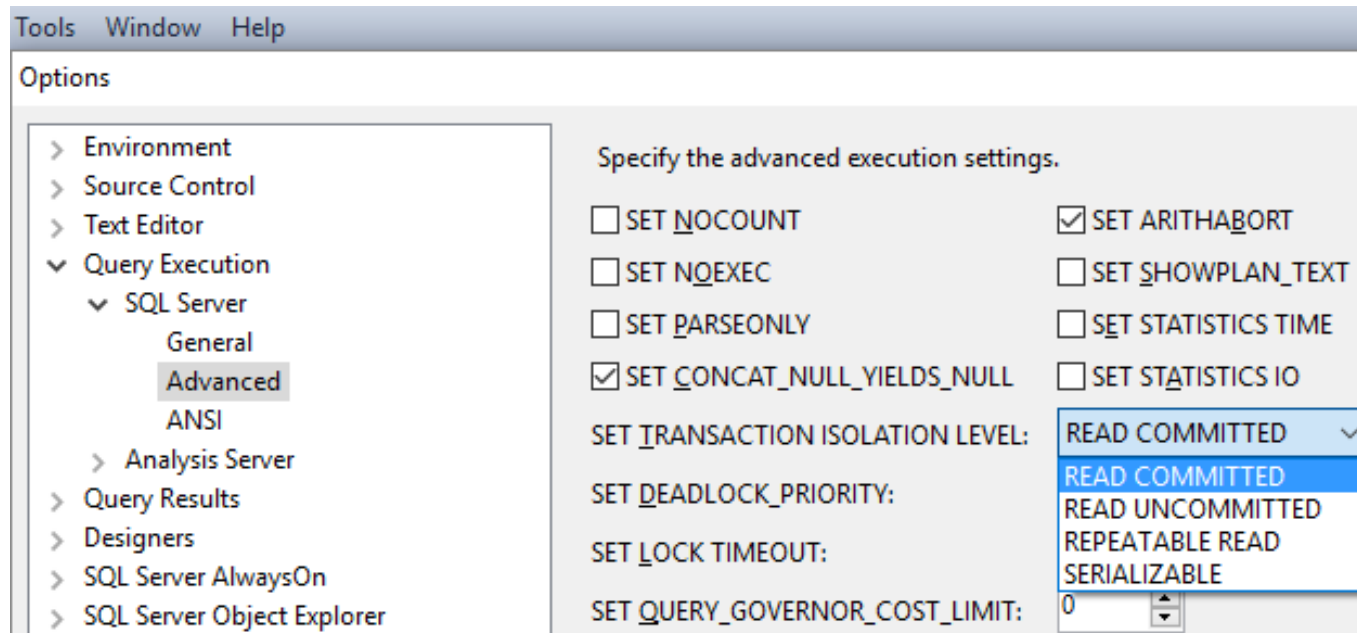 Tools Window Help
Options
Environment
Source Control
Text Editor
Query Execution
SQL Server
General
Advanced
ANSI
Analysis Server
Query Results
Designers
SQL Server AlwaysOn
SQL Server Object Explorer
Specify the advanced execution settings.
SET NOCOUNT
SET ARITHABORT
SET NOEXEC
SET SHOWPLAN_TEXT
SET PARSEONLY
SET STATISTICS TIME
SET CONCAT_NULL_YIELDS_NULL
SET STATISTICS IO
SET TRANSACTION ISOLATION LEVEL:
READ COMMITTED
READ COMMITTED
READ UNCOMMITTED
REPEATABLE READ
SERIALIZABLE
SET DEADLOCK_PRIORITY:
SET LOCK TIMEOUT:
SET QUERY_GOVERNOR_COST_LIMIT:
0